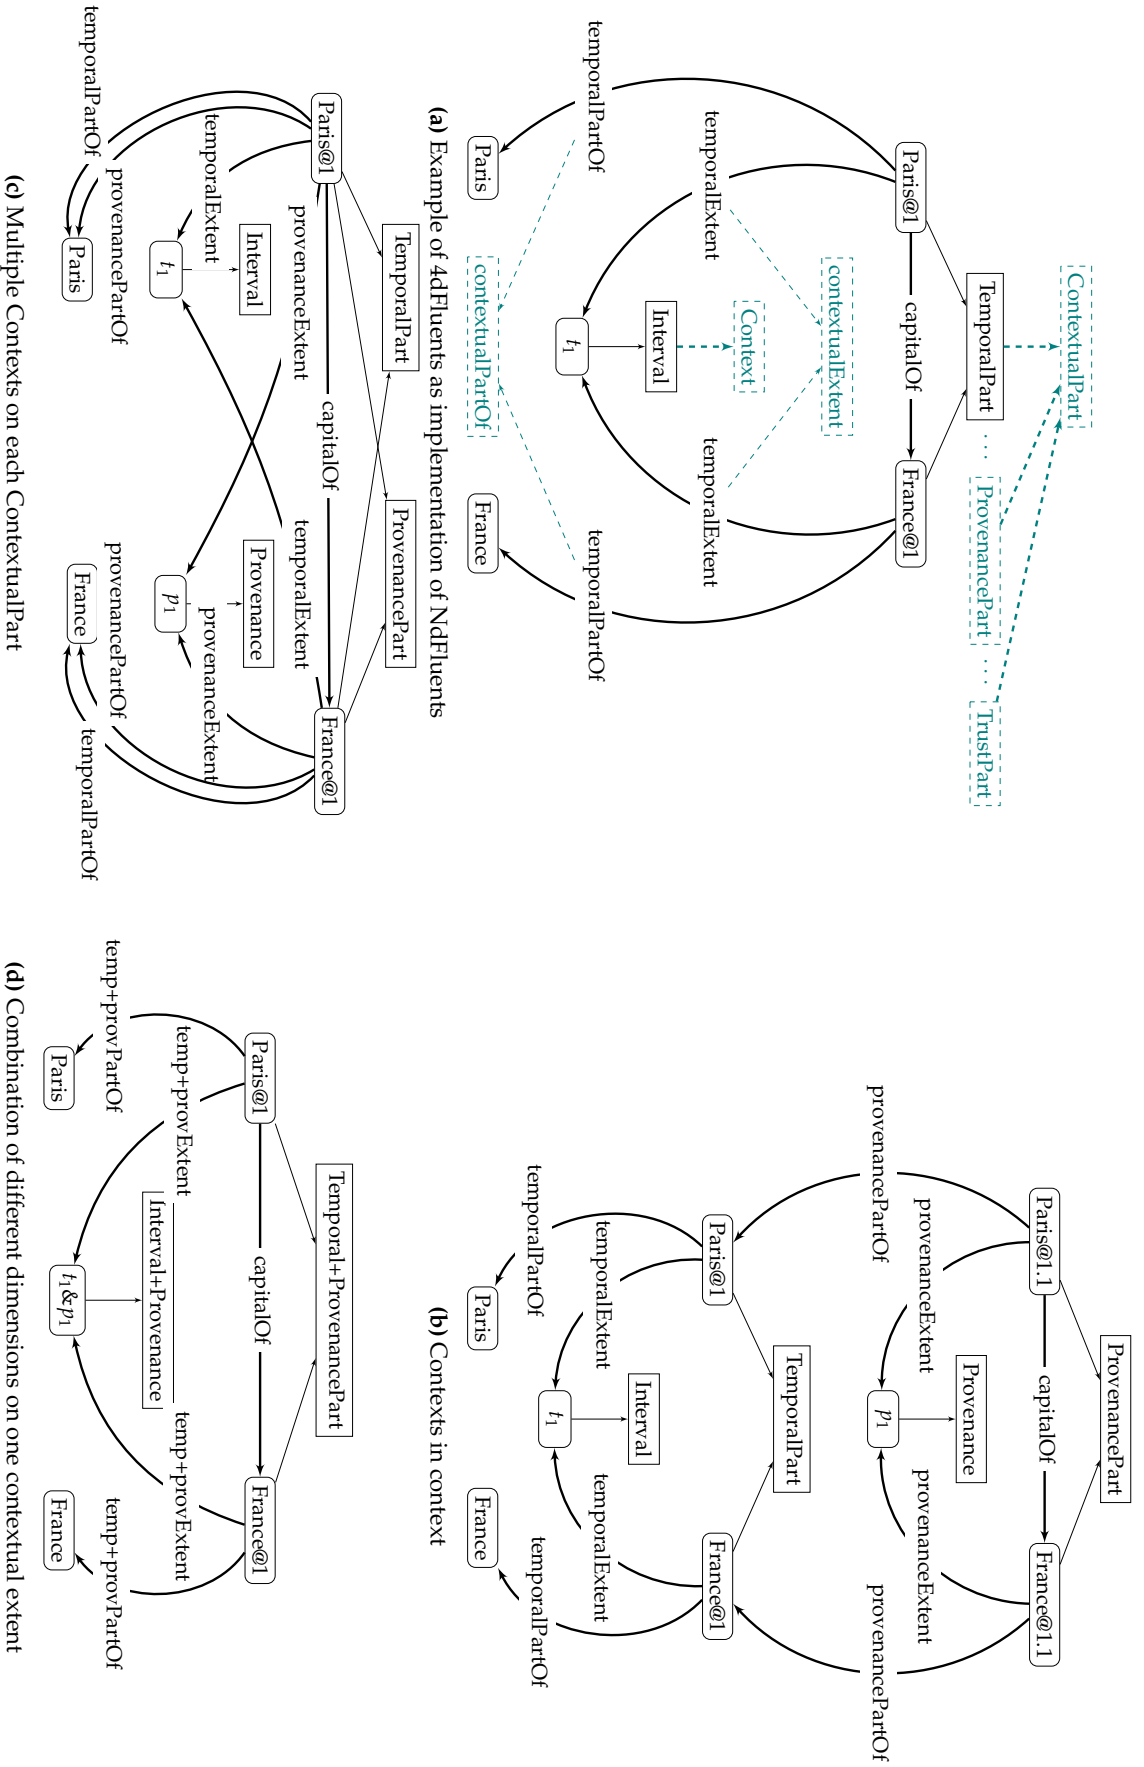 ContextualPart
TemporalPart
· · ·
ProvenancePart
· · ·
TrustPart
Paris@1
capitalOf
France@1
contextualExtent
temporalExtent
temporalExtent
Context
Interval
t1
temporalPartOf
temporalPartOf
Paris
contextualPartOf
France
(a) Example of 4dFluents as implementation of NdFluents
ProvenancePart
Paris@1.1
capitalOf
France@1.1
Provenance
provenanceExtent
provenanceExtent
p1
provenancePartOf
provenancePartOf
TemporalPart
Paris@1
France@1
Interval
temporalExtent
temporalExtent
t1
temporalPartOf
temporalPartOf
Paris
France
(b) Contexts in context
TemporalPart
ProvenancePart
Paris@1
capitalOf
France@1
provenanceExtent
temporalExtent
Interval
Provenance
temporalExtent
provenanceExtent
t1
p1
provenancePartOf
provenancePartOf
Paris
France
temporalPartOf
temporalPartOf
(c) Multiple Contexts on each ContextualPart
Temporal+ProvenancePart
Paris@1
capitalOf
France@1
temp+provExtent
temp+provExtent
Interval+Provenance
t1&p1
temp+provPartOf
temp+provPartOf
Paris
France
(d) Combination of different dimensions on one contextual extent